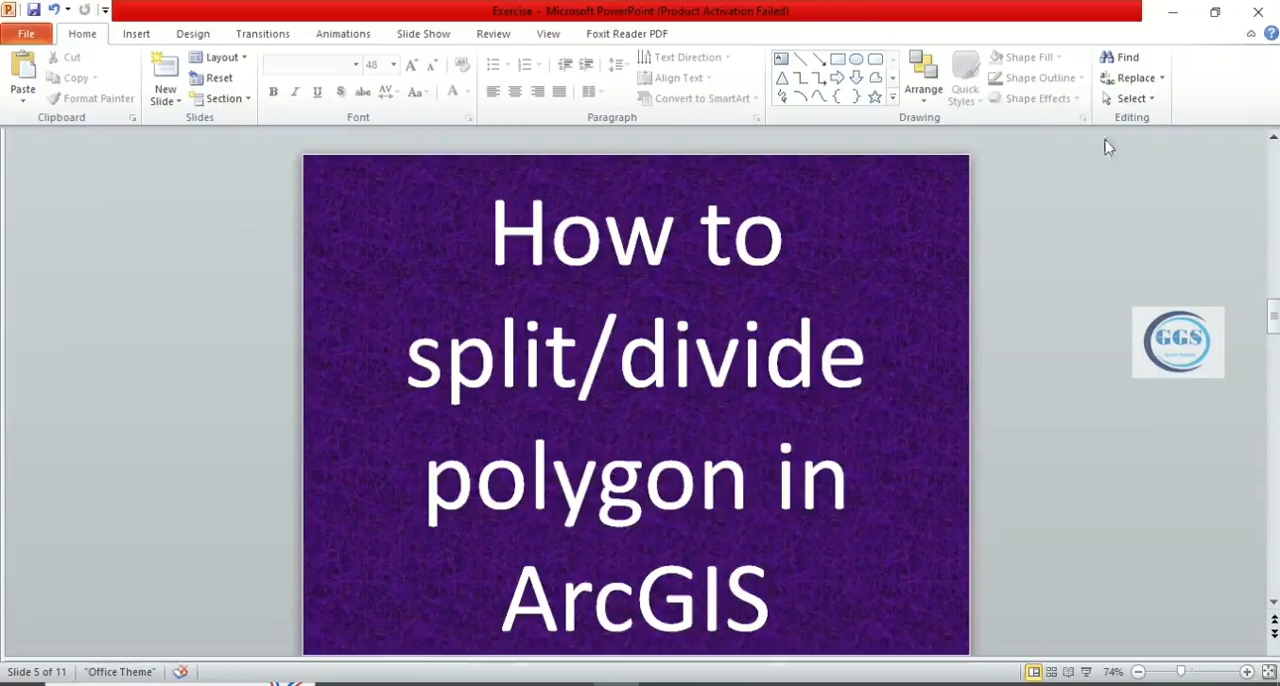 Exercise - Microsoft PowerPoint (Product Activation Failed)
File Home Insert Design Transitions Animations Slide Show Review View Foxit Reader PDF
Paste
Cut
Copy
Format Painter
Clipboard
New
Slide
Layout
Reset
Section
Slides
48
B I U S abc AV Aa A
Font
Text Direction
Align Text
Convert to SmartArt
Paragraph
Arrange
Quick
Styles
Shape Fill
Shape Outline
Shape Effects
Drawing
Find
Replace
Select
Editing
How to
split/divide
polygon in
ArcGIS
GGS
Slide 5 of 11 "Office Theme" 74%